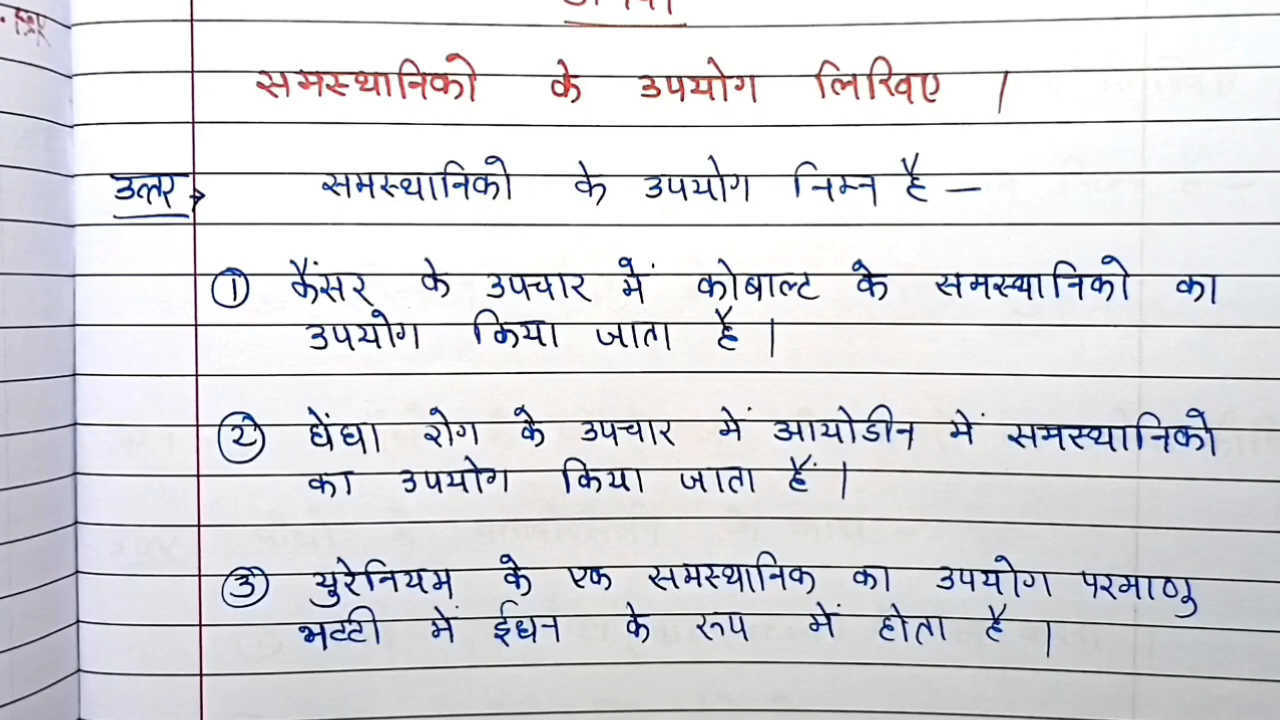 समस्थानिको के उपयोग लिखिए |
उत्तर समस्थानिको के उपयोग निम्न है -
① कैंसर के उपचार में कोबाल्ट के समस्थानिको का
उपयोग किया जाता है |
② घेंघा रोग के उपचार में आयोडीन में समस्थानिको
का उपयोग किया जाता हैं |
③ युरेनियम के एक समस्थानिक का उपयोग परमाणु
भट्टी में ईधन के रूप में होता है |